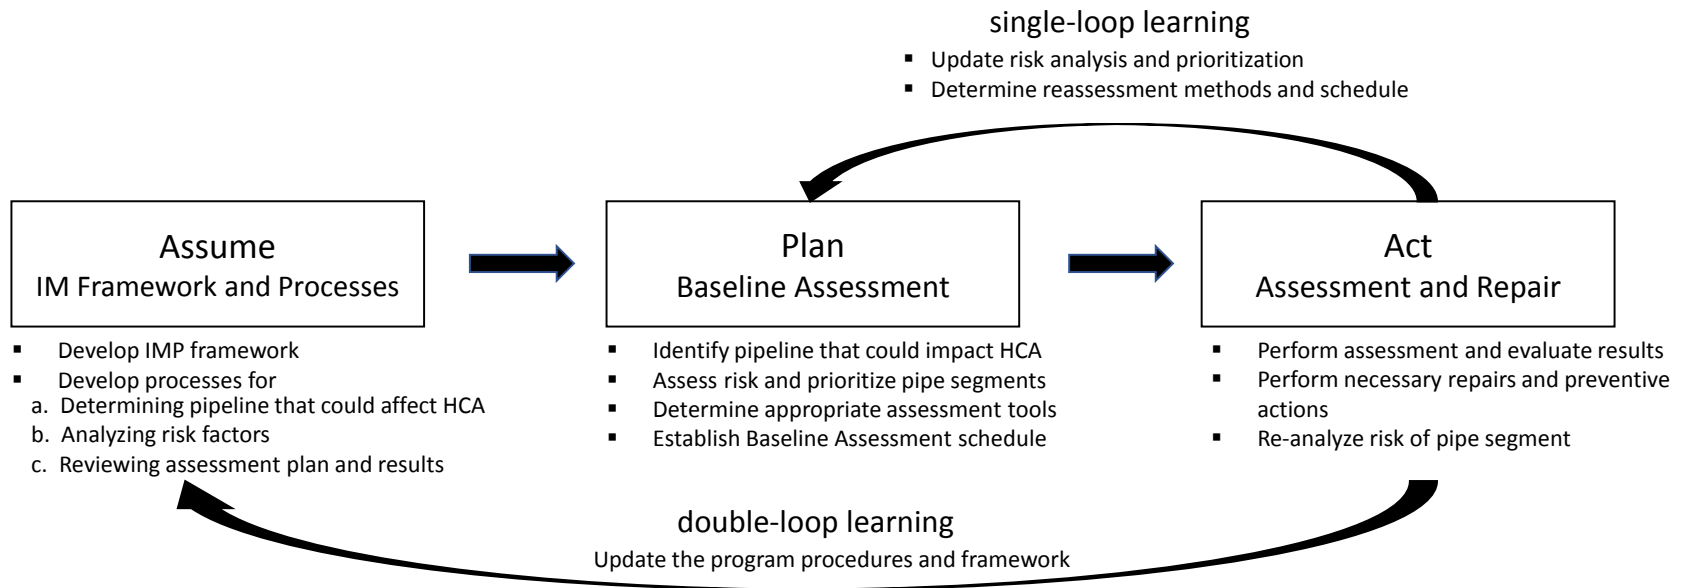 single-loop learning
▪ Update risk analysis and prioritization
▪ Determine reassessment methods and schedule
Assume
IM Framework and Processes
Plan
Baseline Assessment
Act
Assessment and Repair
▪ Develop IMP framework
▪ Develop processes for
a. Determining pipeline that could affect HCA
b. Analyzing risk factors
c. Reviewing assessment plan and results
▪ Identify pipeline that could impact HCA
▪ Assess risk and prioritize pipe segments
▪ Determine appropriate assessment tools
▪ Establish Baseline Assessment schedule
▪ Perform assessment and evaluate results
▪ Perform necessary repairs and preventive
actions
▪ Re-analyze risk of pipe segment
double-loop learning
Update the program procedures and framework